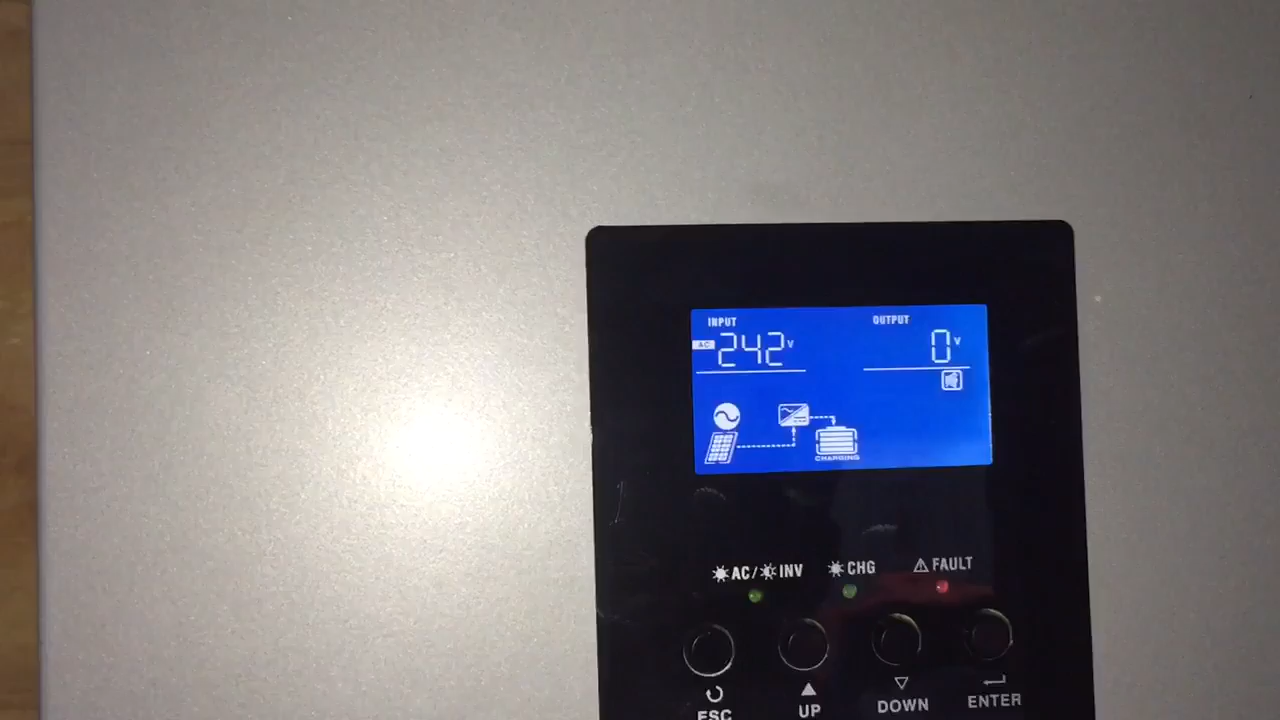 INPUT
OUTPUT
AC 242 V
0 V
CHARGING
AC/ INV
CHG
FAULT
ESC
UP
DOWN
ENTER